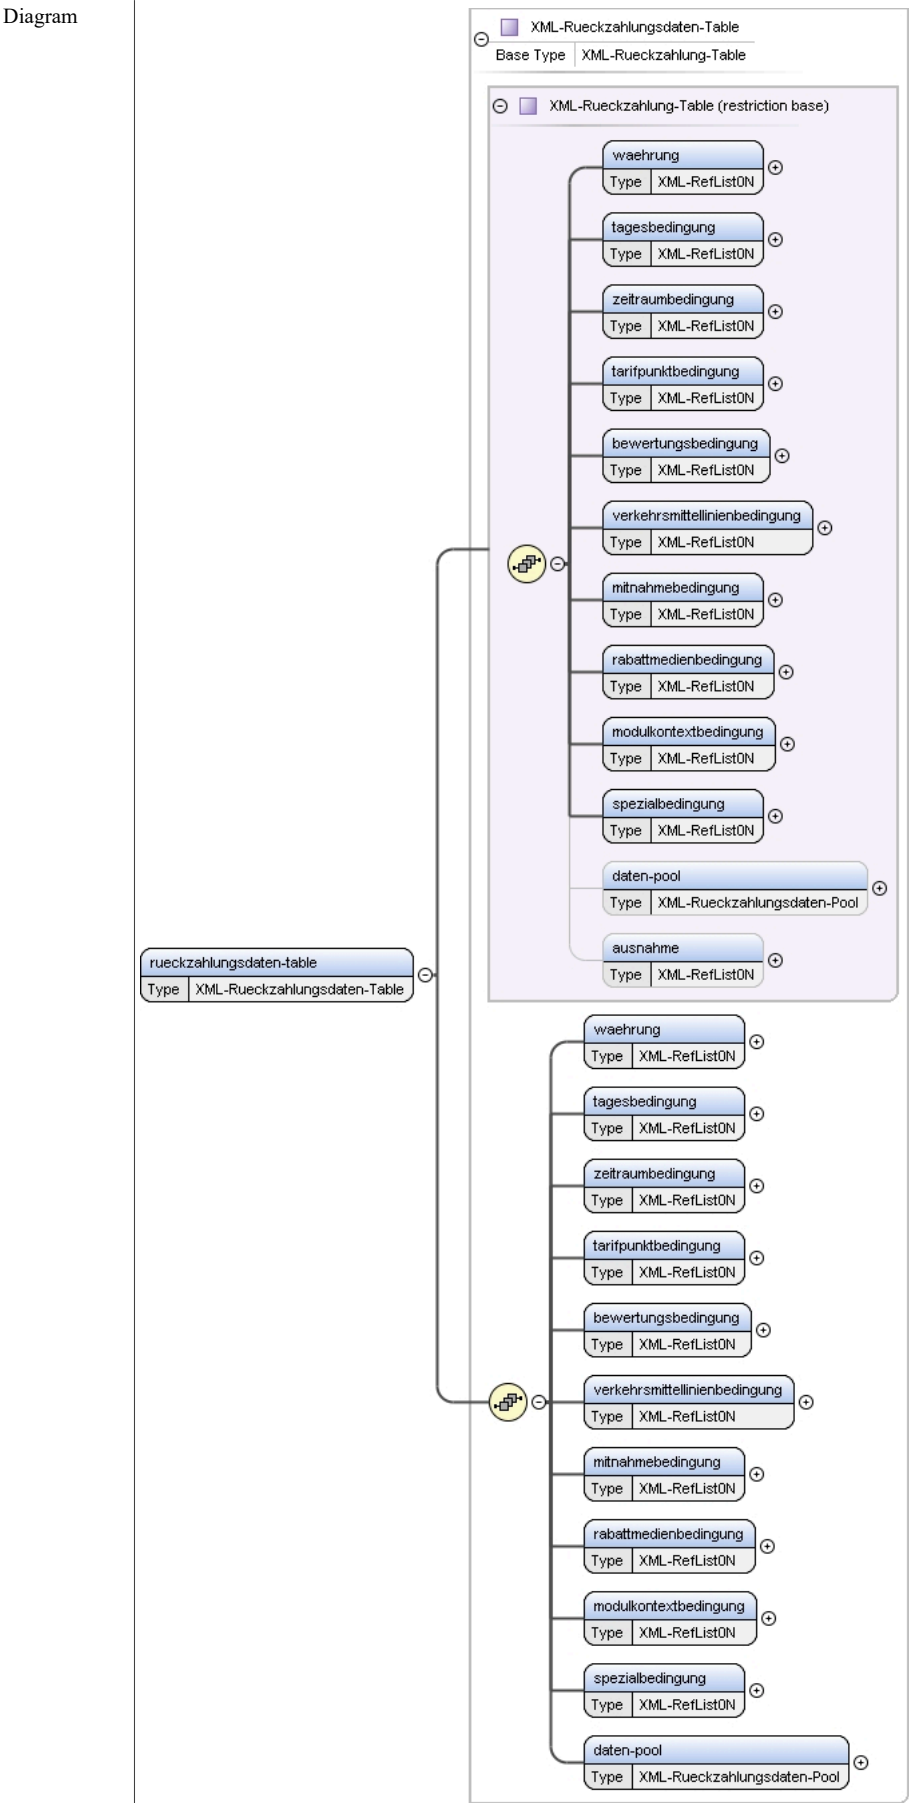 Diagram
XML-Rueckzahlungsdaten-Table
Base Type XML-Rueckzahlung-Table
XML-Rueckzahlung-Table (restriction base)
waehrung
Type XML-RefList0N
tagesbedingung
Type XML-RefList0N
zeitraumbedingung
Type XML-RefList0N
tarifpunktbedingung
Type XML-RefList0N
bewertungsbedingung
Type XML-RefList0N
verkehrsmittellinienbedingung
Type XML-RefList0N
mitnahmebedingung
Type XML-RefList0N
rabattmedienbedingung
Type XML-RefList0N
modulkontextbedingung
Type XML-RefList0N
spezialbedingung
Type XML-RefList0N
daten-pool
Type XML-Rueckzahlungsdaten-Pool
ausnahme
Type XML-RefList0N
rueckzahlungsdaten-table
Type XML-Rueckzahlungsdaten-Table
waehrung
Type XML-RefList0N
tagesbedingung
Type XML-RefList0N
zeitraumbedingung
Type XML-RefList0N
tarifpunktbedingung
Type XML-RefList0N
bewertungsbedingung
Type XML-RefList0N
verkehrsmittellinienbedingung
Type XML-RefList0N
mitnahmebedingung
Type XML-RefList0N
rabattmedienbedingung
Type XML-RefList0N
modulkontextbedingung
Type XML-RefList0N
spezialbedingung
Type XML-RefList0N
daten-pool
Type XML-Rueckzahlungsdaten-Pool